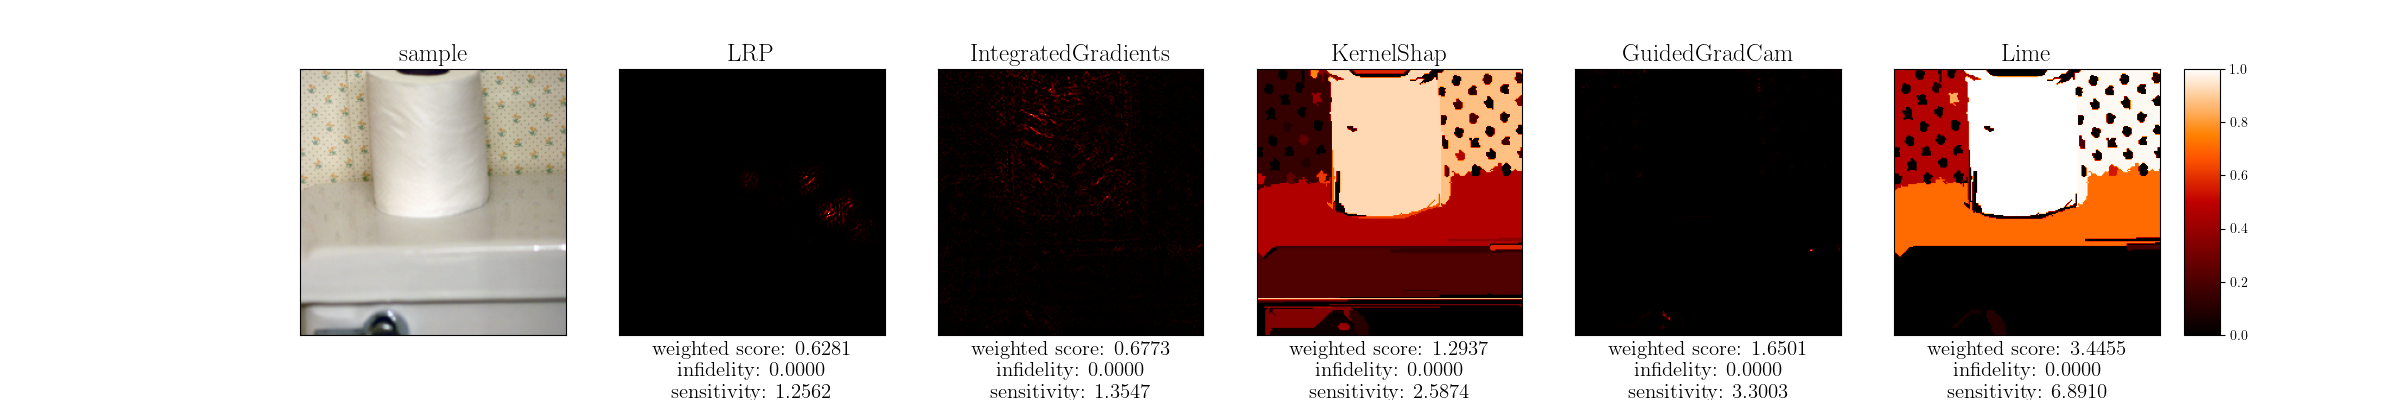 sample
LRP
IntegratedGradients
KernelShap
GuidedGradCam
Lime
1.0
0.8
0.6
0.4
0.2
0.0
weighted score: 0.6281
infidelity: 0.0000
sensitivity: 1.2562
weighted score: 0.6773
infidelity: 0.0000
sensitivity: 1.3547
weighted score: 1.2937
infidelity: 0.0000
sensitivity: 2.5874
weighted score: 1.6501
infidelity: 0.0000
sensitivity: 3.3003
weighted score: 3.4455
infidelity: 0.0000
sensitivity: 6.8910